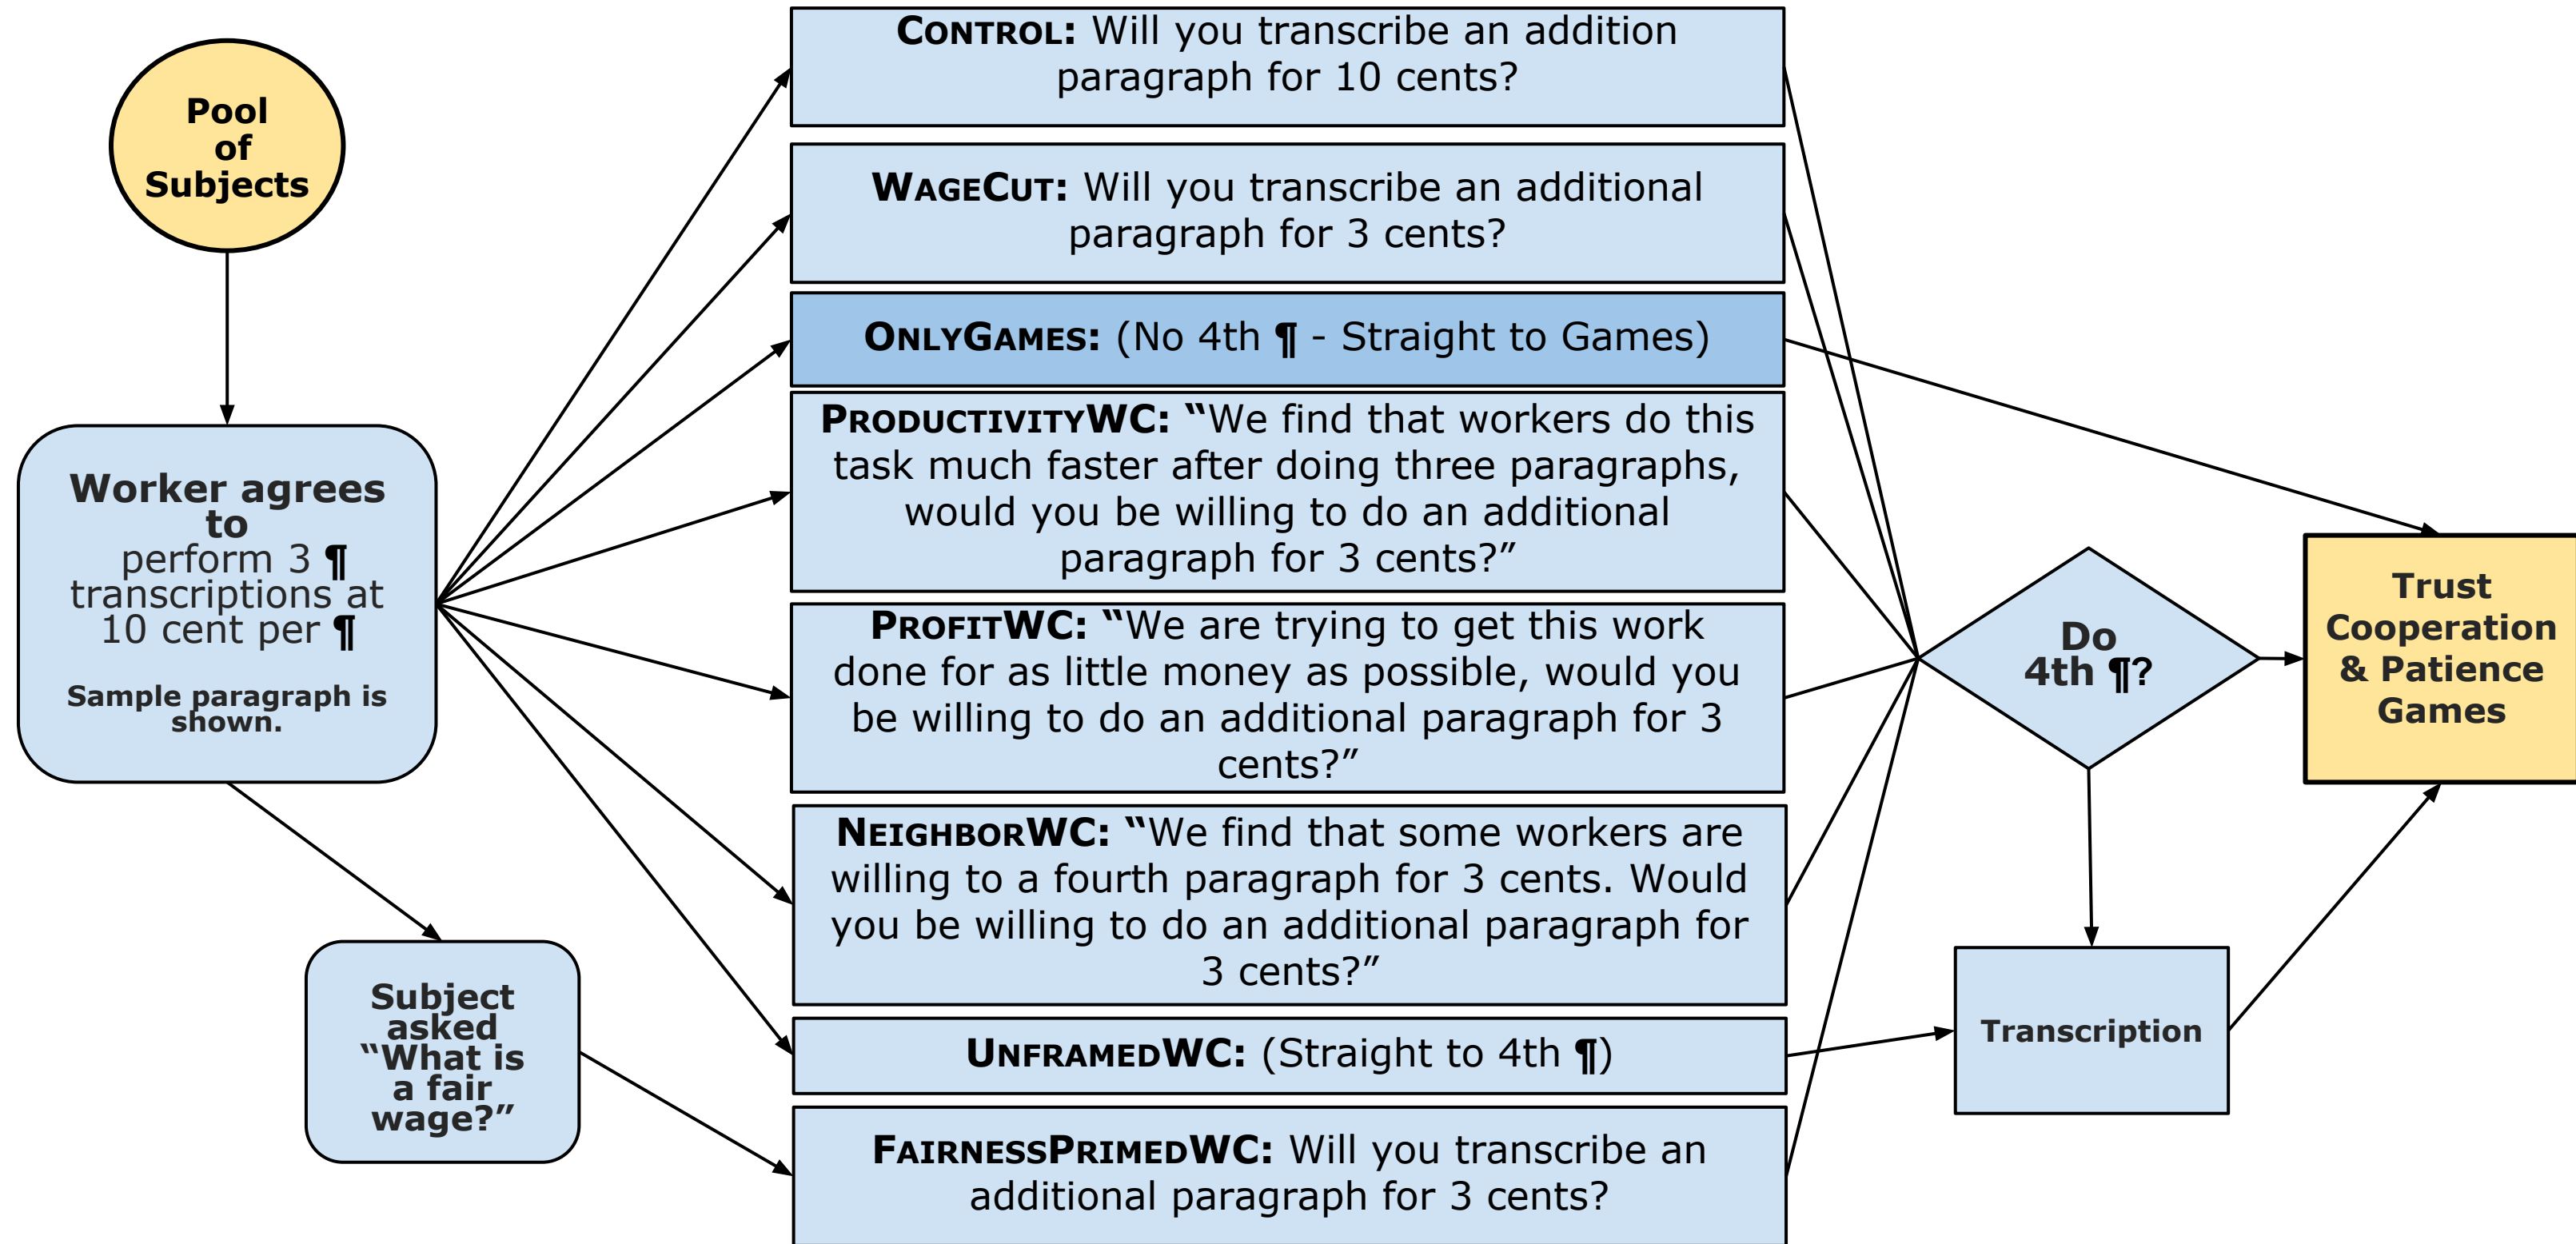 Pool
of
Subjects
Worker agrees
to
perform 3 ¶
transcriptions at
10 cent per ¶
Sample paragraph is
shown.
Subject
asked
“What is
a fair
wage?”
CONTROL: Will you transcribe an addition
paragraph for 10 cents?
WAGECUT: Will you transcribe an additional
paragraph for 3 cents?
ONLYGAMES: (No 4th ¶ - Straight to Games)
PRODUCTIVITYWC: “We find that workers do this
task much faster after doing three paragraphs,
would you be willing to do an additional
paragraph for 3 cents?”
PROFITWC: “We are trying to get this work
done for as little money as possible, would you
be willing to do an additional paragraph for 3
cents?”
NEIGHBORWC: “We find that some workers are
willing to a fourth paragraph for 3 cents. Would
you be willing to do an additional paragraph for
3 cents?”
UNFRAMEDWC: (Straight to 4th ¶)
FAIRNESSPRIMEDWC: Will you transcribe an
additional paragraph for 3 cents?
Do
4th ¶?
Transcription
Trust
Cooperation
& Patience
Games